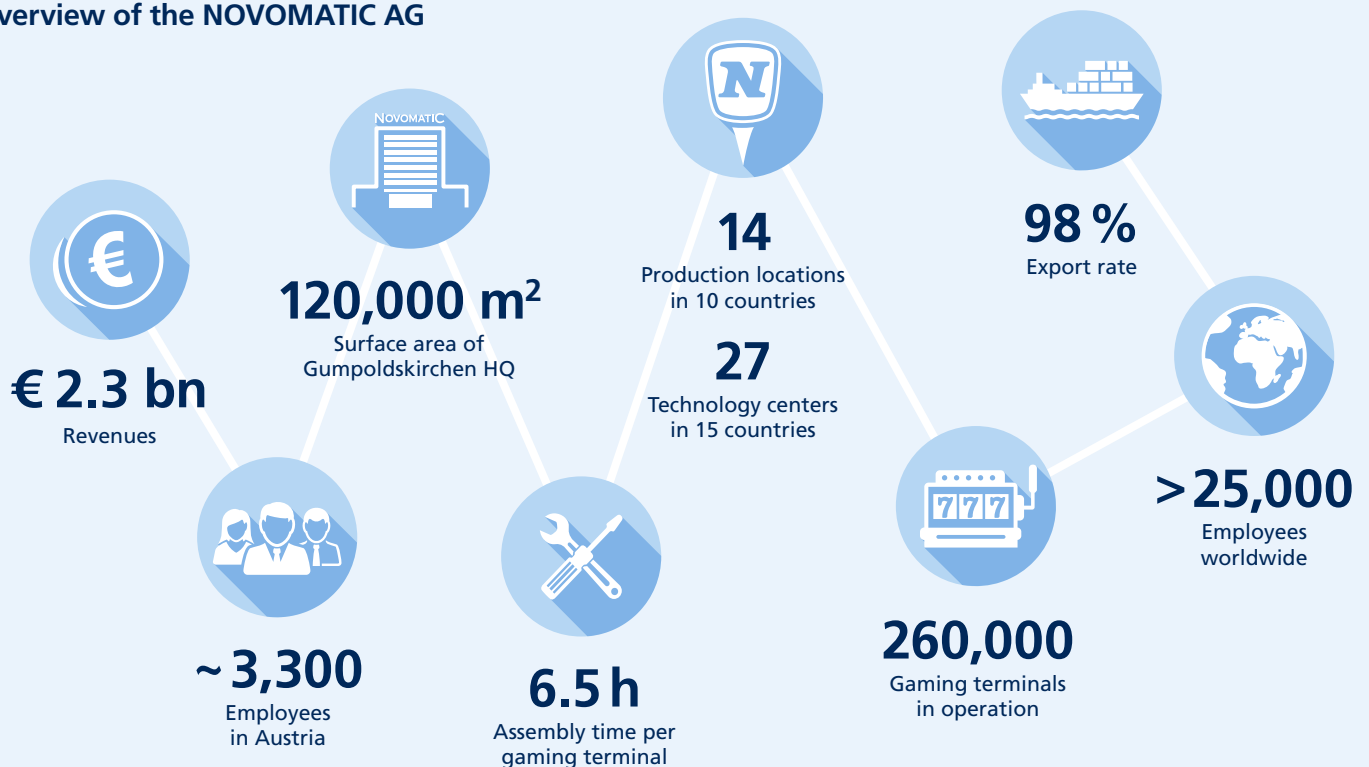 verview of the NOVOMATIC AG
€
€ 2.3 bn
Revenues
~ 3,300
Employees
in Austria
NOVOMATIC
120,000 m²
Surface area of
Gumpoldskirchen HQ
6.5 h
Assembly time per
gaming terminal
N
14
Production locations
in 10 countries
27
Technology centers
in 15 countries
777
260,000
Gaming terminals
in operation
98 %
Export rate
> 25,000
Employees
worldwide